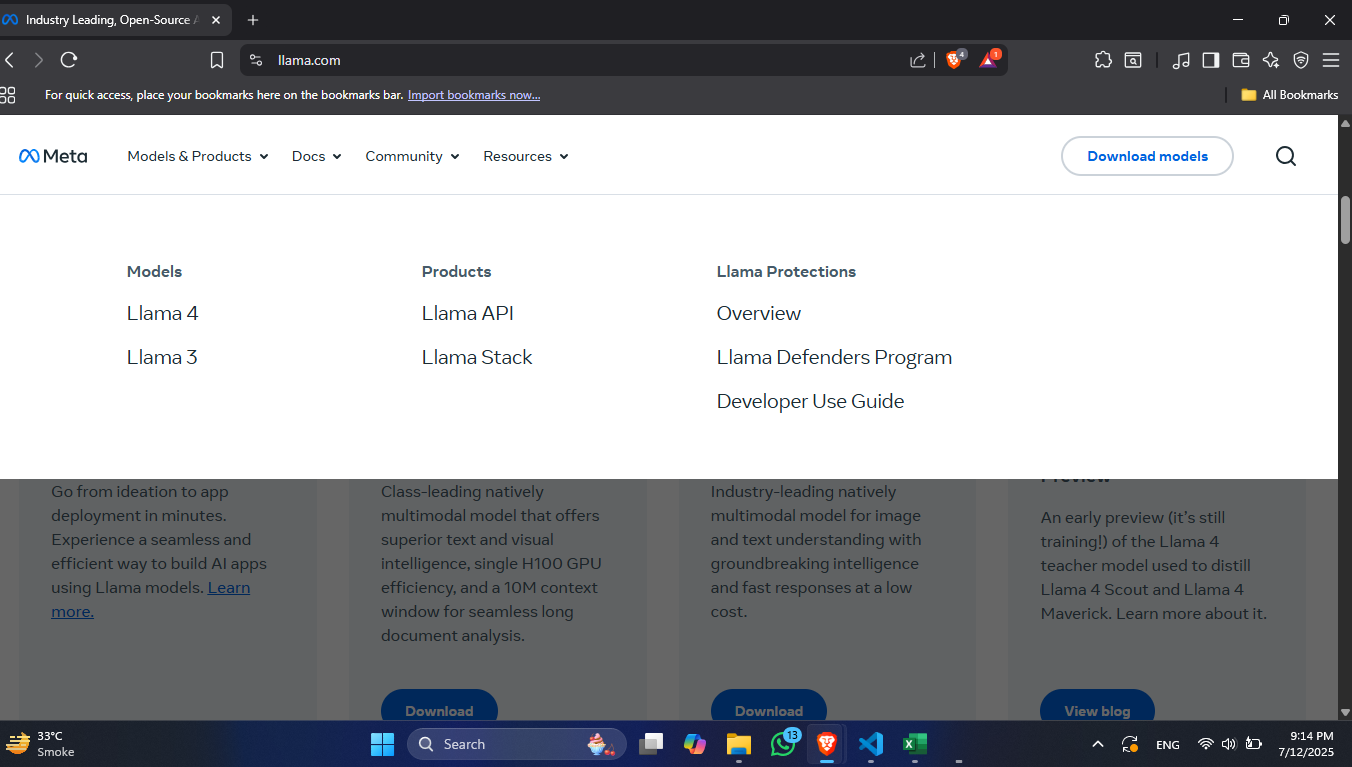 Industry Leading, Open-Source A
llama.com
4
1
For quick access, place your bookmarks here on the bookmarks bar. Import bookmarks now...
All Bookmarks
Meta
Models & Products
Docs
Community
Resources
Download models
Models
Llama 4
Llama 3
Products
Llama API
Llama Stack
Llama Protections
Overview
Llama Defenders Program
Developer Use Guide
Go from ideation to app
deployment in minutes.
Experience a seamless and
efficient way to build AI apps
using Llama models. Learn
more.
Class-leading natively
multimodal model that offers
superior text and visual
intelligence, single H100 GPU
efficiency, and a 10M context
window for seamless long
document analysis.
Download
Industry-leading natively
multimodal model for image
and text understanding with
groundbreaking intelligence
and fast responses at a low
cost.
Download
Preview
An early preview (it’s still
training!) of the Llama 4
teacher model used to distill
Llama 4 Scout and Llama 4
Maverick. Learn more about it.
View blog
33°C
Smoke
Search
13
ENG
9:14 PM
7/12/2025